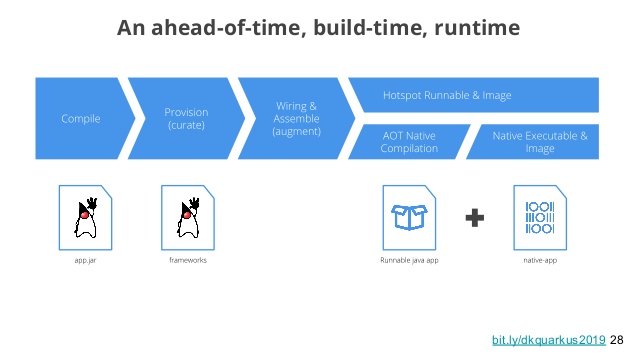 An ahead-of-time, build-time, runtime
Compile
Provision
(curate)
Wiring &
Assemble
(augment)
Hotspot Runnable & Image
AOT Native
Compilation
Native Executable &
Image
app.jar
frameworks
Runnable java app
native-app
bit.ly/dkquarkus2019 28